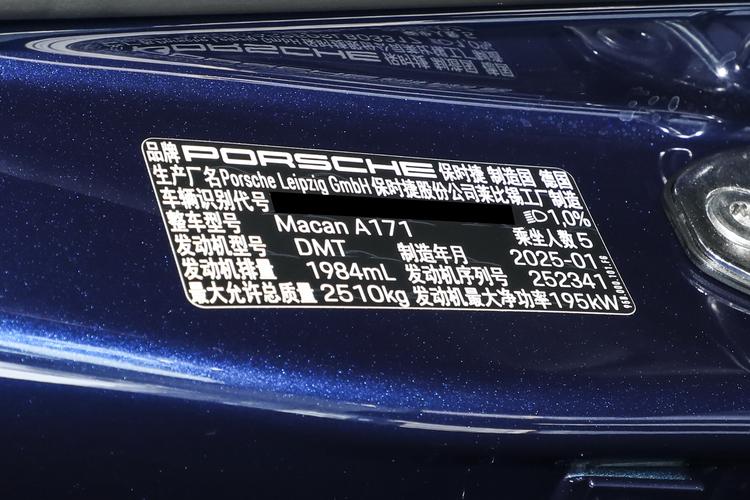 品牌 PORSCHE 保时捷 制造国 德国
生产厂名 Porsche Leipzig GmbH 保时捷股份公司莱比锡工厂制造
车辆识别代号 1,0%
整车型号 Macan A171 乘坐人数 5
发动机型号 DMT 制造年月 2025-01
发动机排量 1984mL 发动机序列号 252341
最大允许总质量 2510kg 发动机最大净功率 195kW